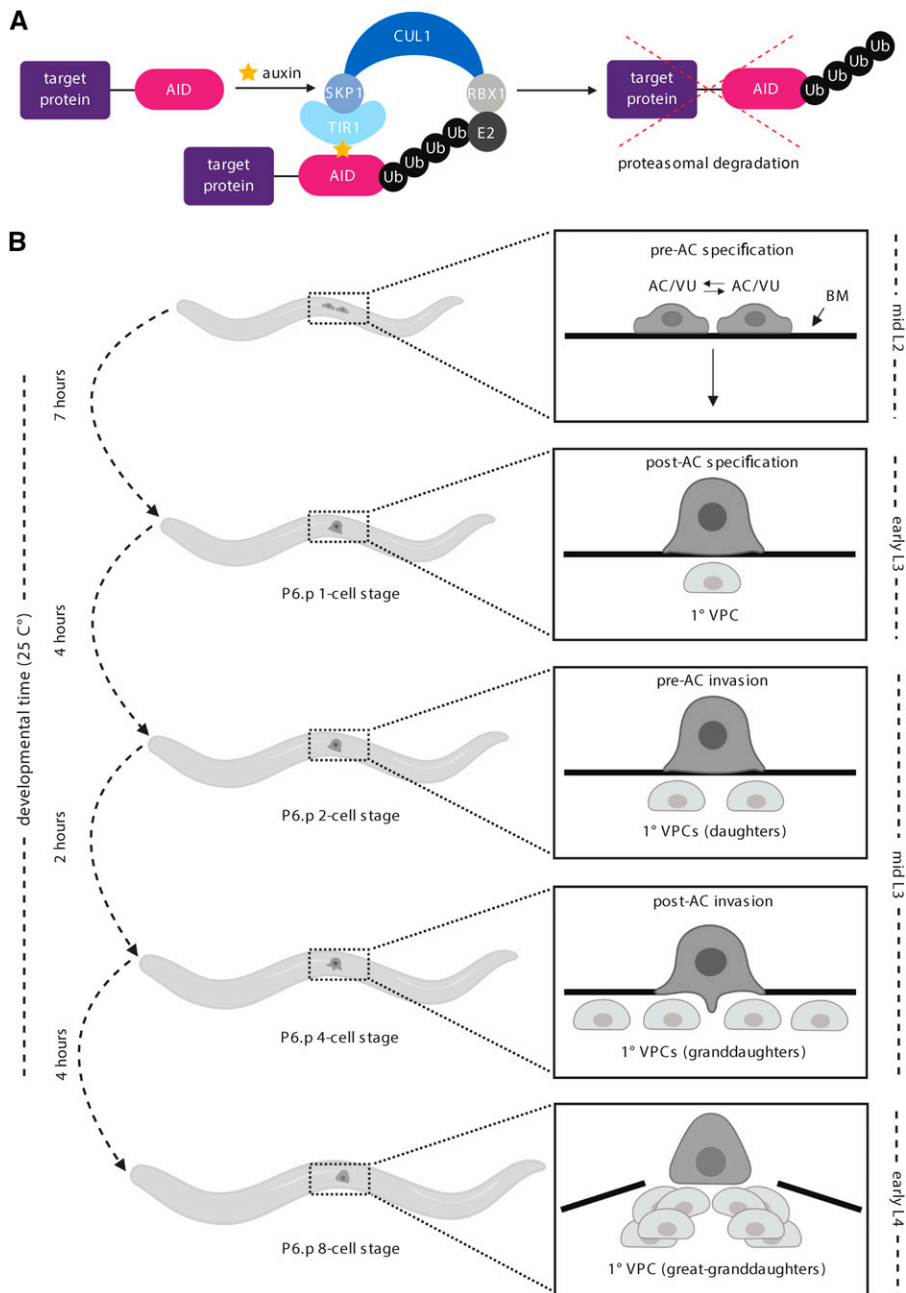 A
target
protein
AID
auxin
CUL1
SKP1
RBX1
TIR1
E2
target
protein
AID
Ub
Ub
Ub
Ub
target
protein
AID
Ub
Ub
Ub
Ub
proteasomal degradation
B
developmental time (25 C°)
7 hours
4 hours
2 hours
4 hours
pre-AC specification
AC/VU
AC/VU
BM
mid L2
P6.p 1-cell stage
post-AC specification
1° VPC
early L3
P6.p 2-cell stage
pre-AC invasion
1° VPCs (daughters)
mid L3
P6.p 4-cell stage
post-AC invasion
1° VPCs (granddaughters)
P6.p 8-cell stage
1° VPC (great-granddaughters)
early L4